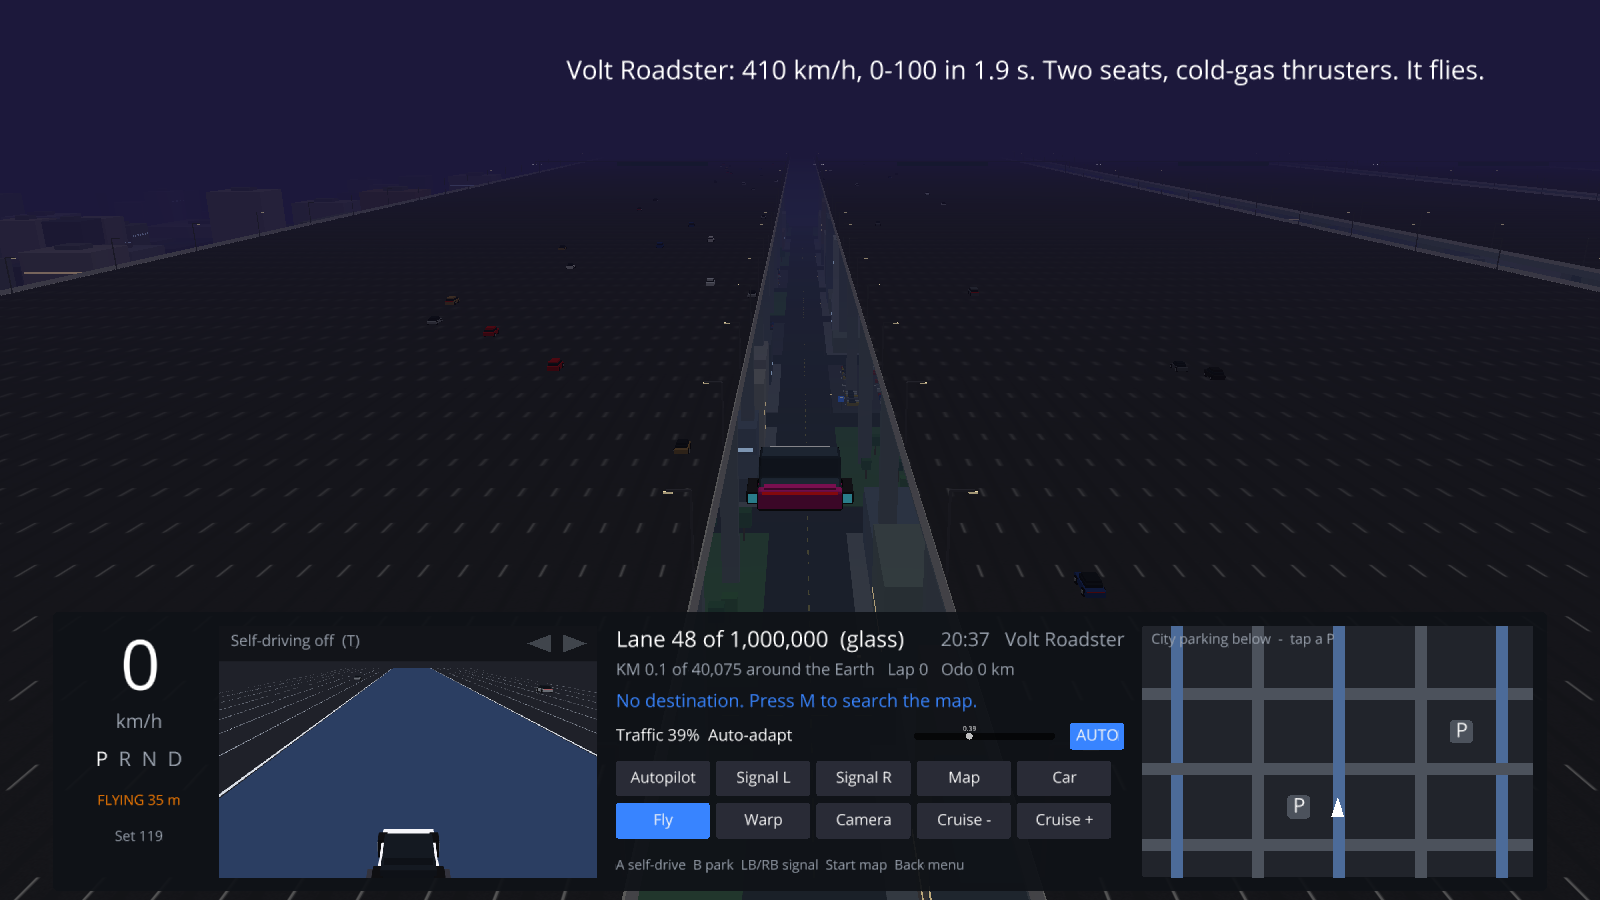 Volt Roadster: 410 km/h, 0-100 in 1.9 s. Two seats, cold-gas thrusters. It flies.
0
km/h
P R N D
FLYING 35 m
Set 119
Self-driving off (T)
Lane 48 of 1,000,000 (glass) 20:37 Volt Roadster
KM 0.1 of 40,075 around the Earth Lap 0 Odo 0 km
No destination. Press M to search the map.
Traffic 39% Auto-adapt 0.39 AUTO
Autopilot Signal L Signal R Map Car
Fly Warp Camera Cruise - Cruise +
A self-drive B park LB/RB signal Start map Back menu
City parking below - tap a P
P
P